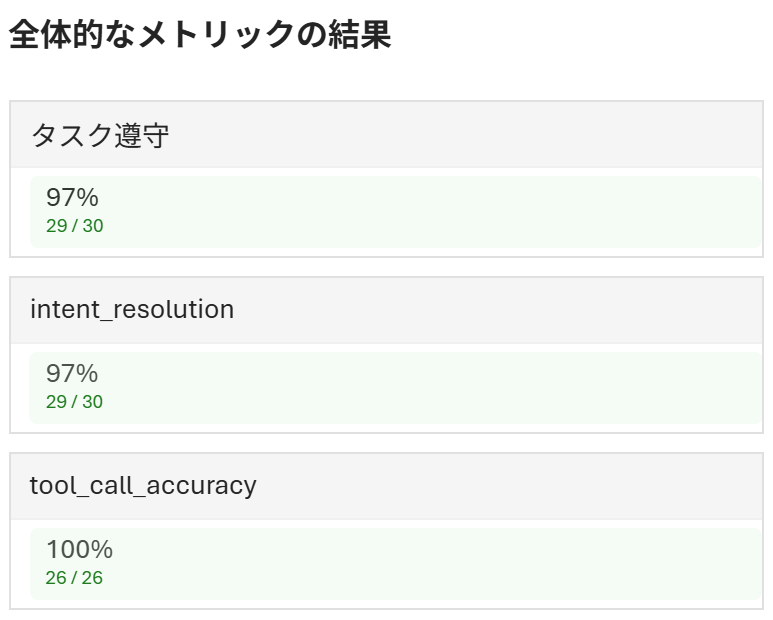 全体的なメトリックの結果
タスク遵守
97%
29 / 30
intent_resolution
97%
29 / 30
tool_call_accuracy
100%
26 / 26